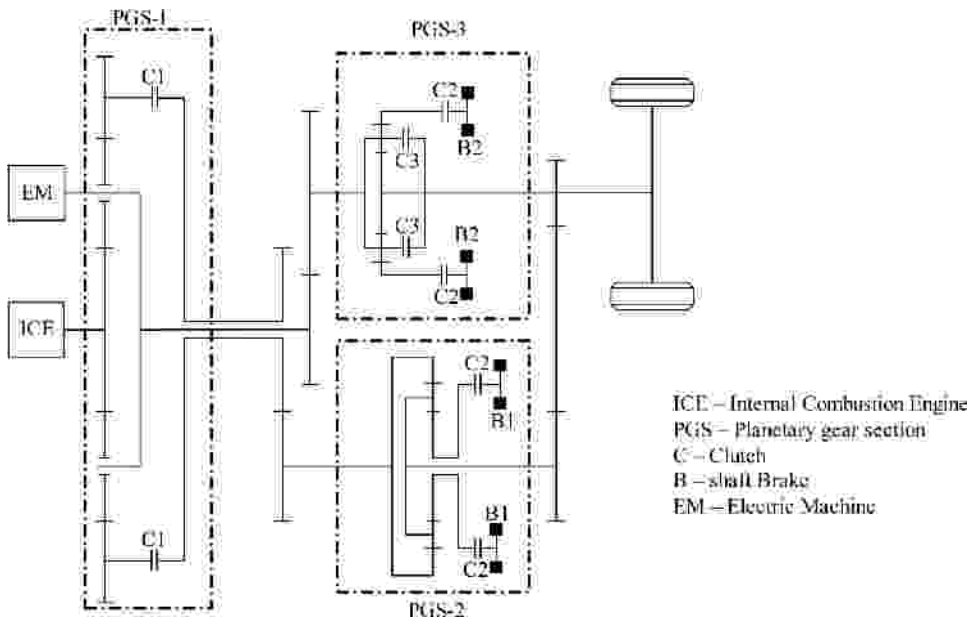 PGS-1
PGS-3
C1
C2
B2
C3
EM
C3
B2
C2
ICE
C2
B1
ICE – Internal Combustion Engine
PGS – Planetary gear section
C – Clutch
B – shaft Brake
EM – Electric Machine
B1
C1
C2
PGS-2